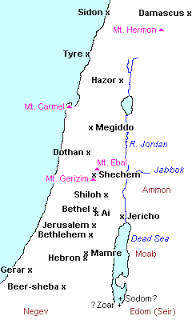 Sidon x
Damascus x
Mt. Hermon
Tyre x
Hazor x
Mt. Carmel
x Megiddo
R. Jordan
Dothan x
Mt. Ebal
Jabbok
x Shechem
Mt. Gerizim
Ammon
Shiloh x
Bethel x
x Ai
x Jericho
Jerusalem x
Bethlehem x
Dead Sea
Hebron x
x Mamre
Moab
Gerar x
Beer-sheba x
Sodom?
?Zoar
Negev
Edom (Seir)